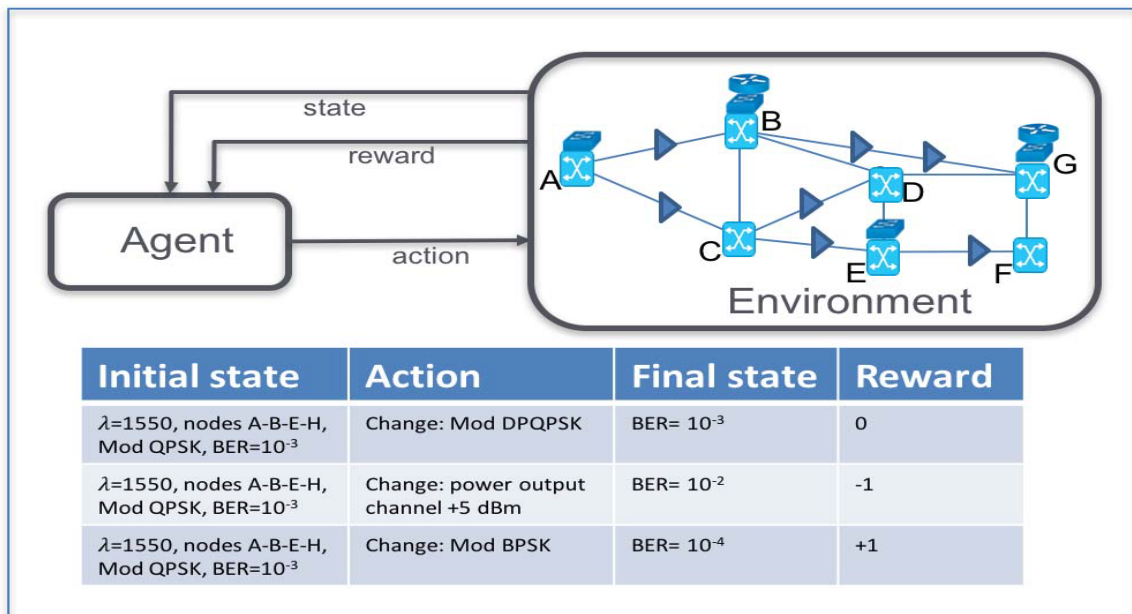 state
reward
Agent
action
A
B
C
D
E
F
G
Environment
Initial state Action Final state Reward
λ=1550, nodes A-B-E-H, Change: Mod DPQPSK BER= 10⁻³ 0
Mod QPSK, BER=10⁻³
λ=1550, nodes A-B-E-H, Change: power output BER= 10⁻² -1
Mod QPSK, BER=10⁻³ channel +5 dBm
λ=1550, nodes A-B-E-H, Change: Mod BPSK BER= 10⁻⁴ +1
Mod QPSK, BER=10⁻³